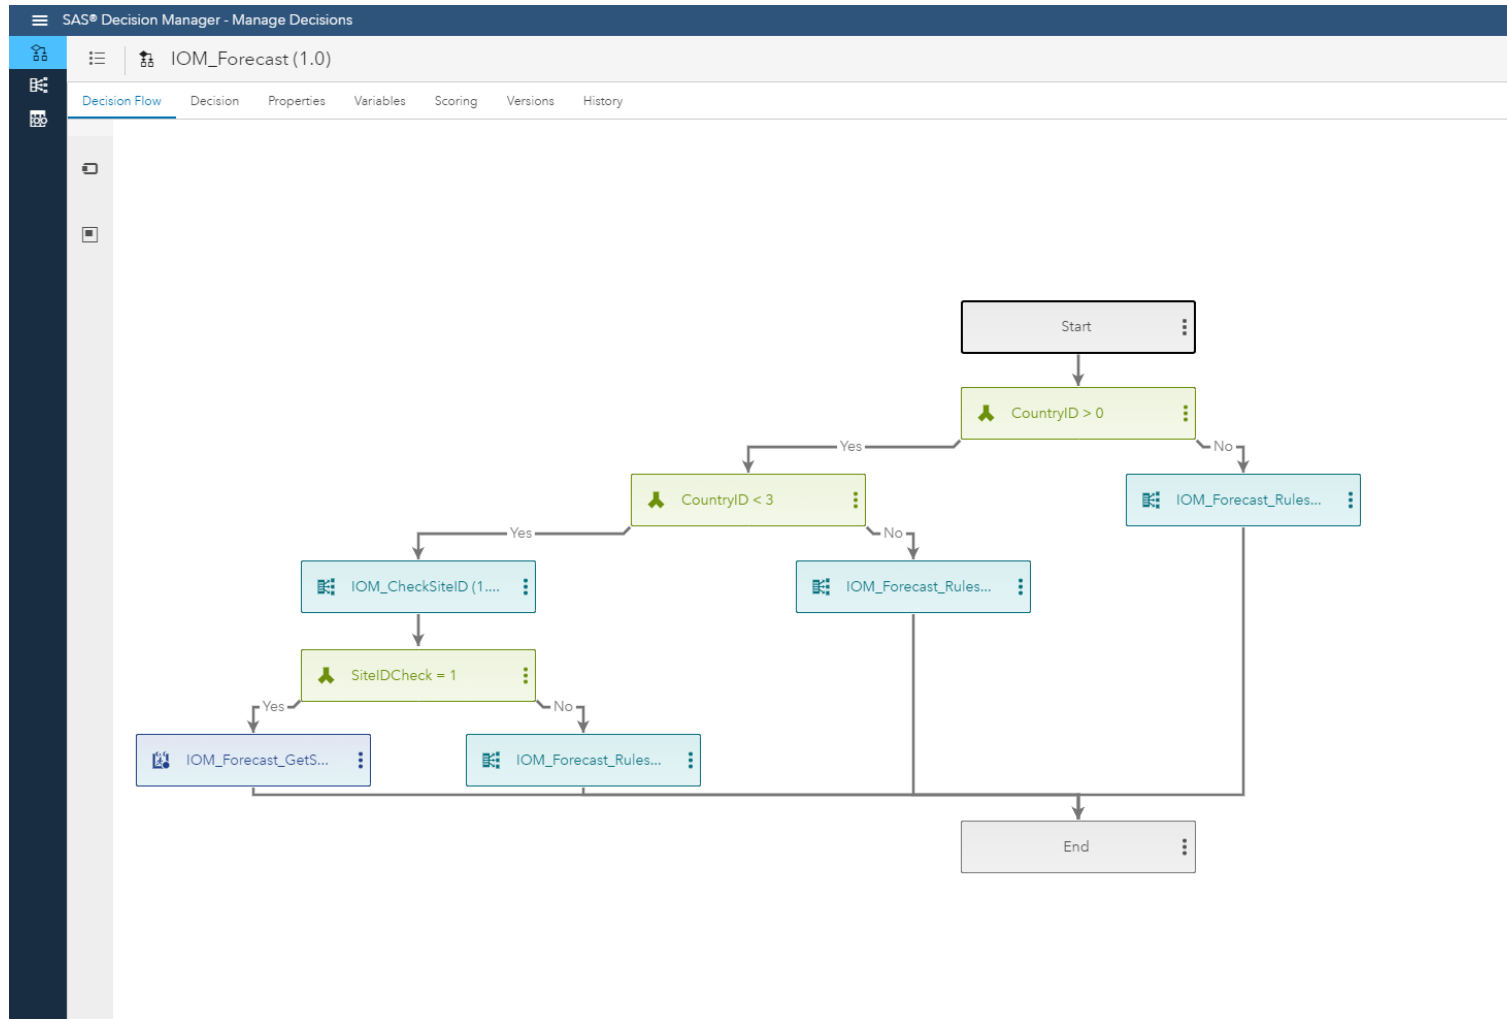 SAS® Decision Manager - Manage Decisions
IOM_Forecast (1.0)
Decision Flow Decision Properties Variables Scoring Versions History
Start
CountryID > 0
Yes
No
CountryID < 3
IOM_Forecast_Rules...
Yes
No
IOM_CheckSiteID (1....
IOM_Forecast_Rules...
SiteIDCheck = 1
Yes
No
IOM_Forecast_GetS...
IOM_Forecast_Rules...
End